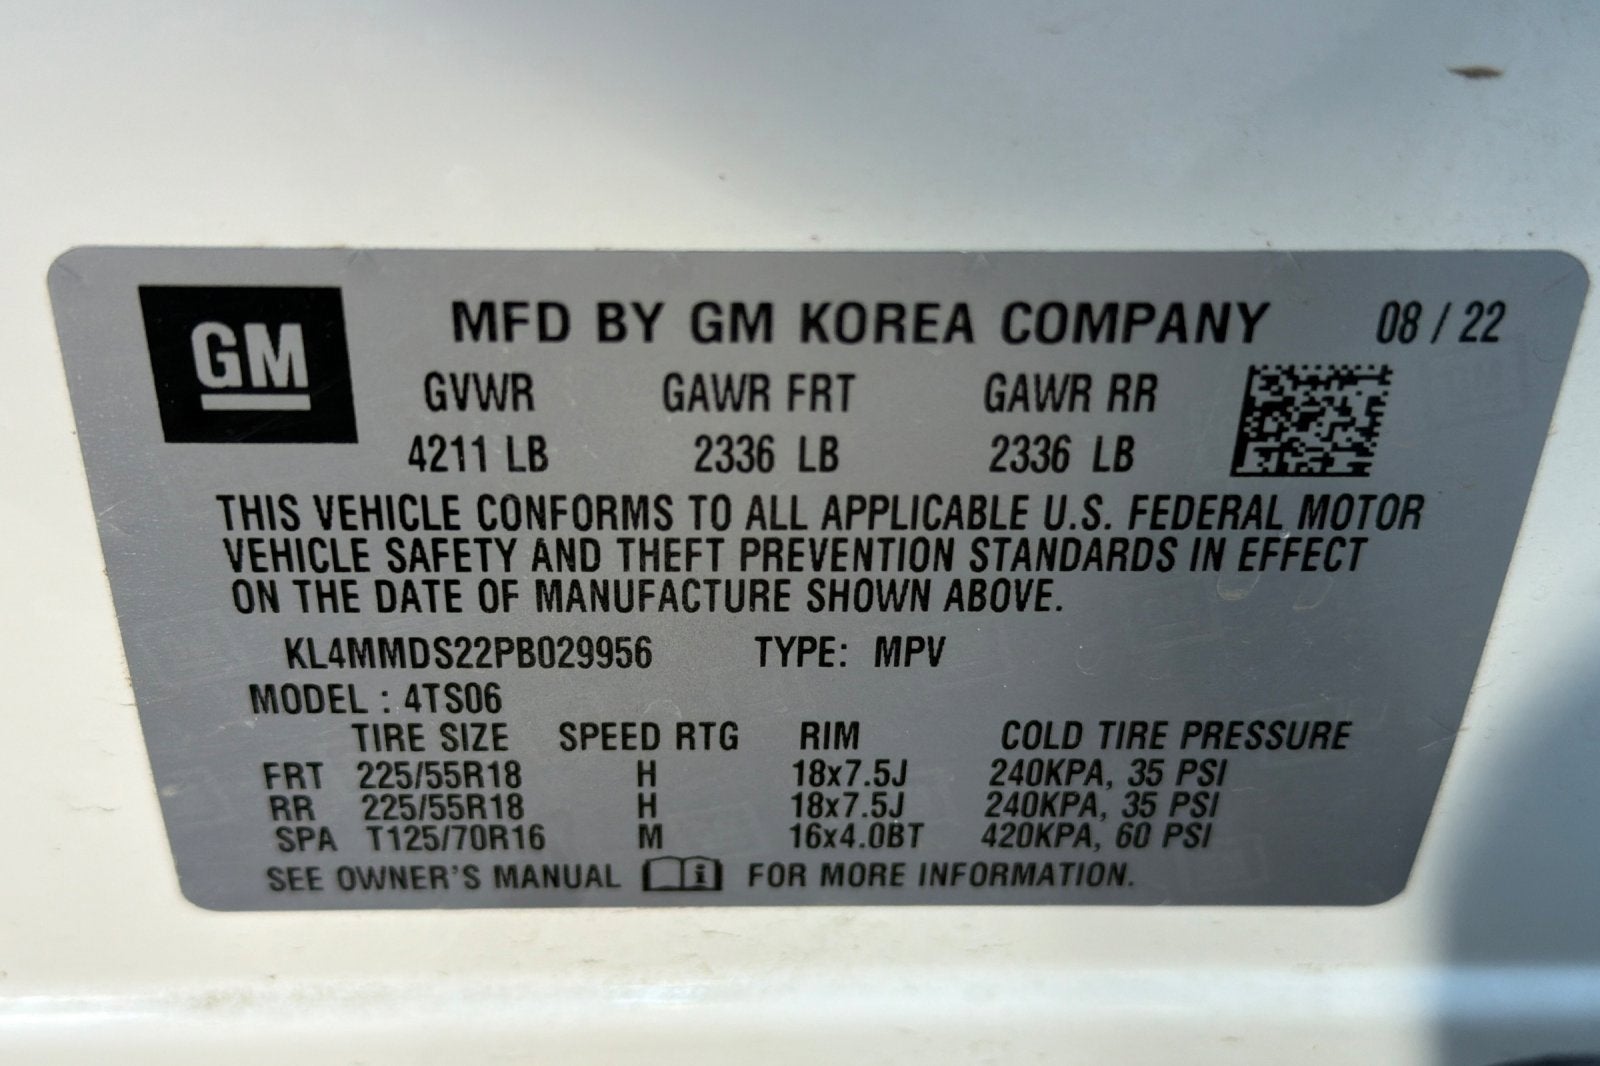 GM
MFD BY GM KOREA COMPANY 08 / 22
GVWR GAWR FRT GAWR RR
4211 LB 2336 LB 2336 LB
THIS VEHICLE CONFORMS TO ALL APPLICABLE U.S. FEDERAL MOTOR
VEHICLE SAFETY AND THEFT PREVENTION STANDARDS IN EFFECT
ON THE DATE OF MANUFACTURE SHOWN ABOVE.
KL4MMDS22PB029956 TYPE: MPV
MODEL : 4TS06
TIRE SIZE SPEED RTG RIM COLD TIRE PRESSURE
FRT 225/55R18 H 18x7.5J 240KPA, 35 PSI
RR 225/55R18 H 18x7.5J 240KPA, 35 PSI
SPA T125/70R16 M 16x4.0BT 420KPA, 60 PSI
SEE OWNER'S MANUAL i FOR MORE INFORMATION.